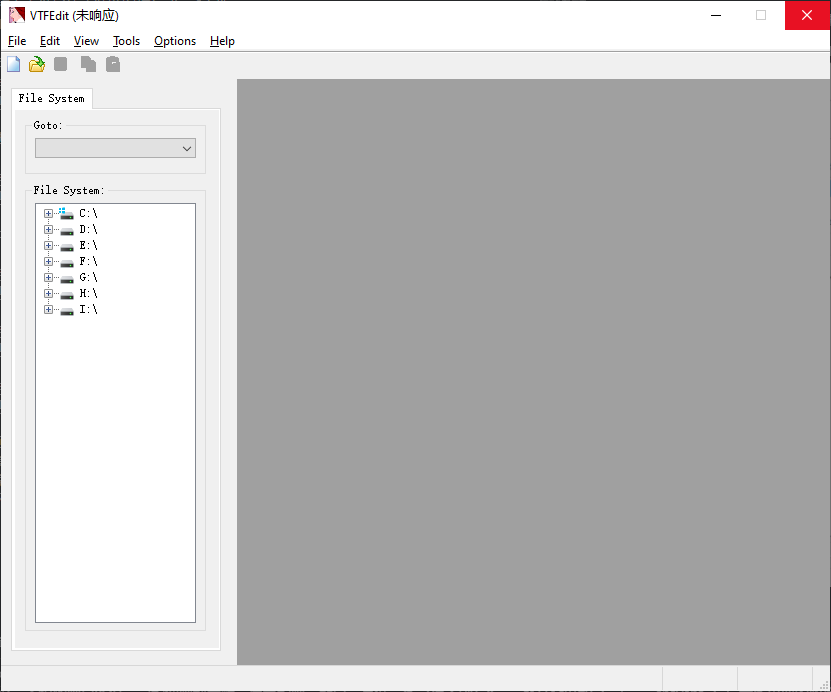 VTFEdit (未响应)
File Edit View Tools Options Help
File System
Goto:
File System:
C:\
D:\
E:\
F:\
G:\
H:\
I:\